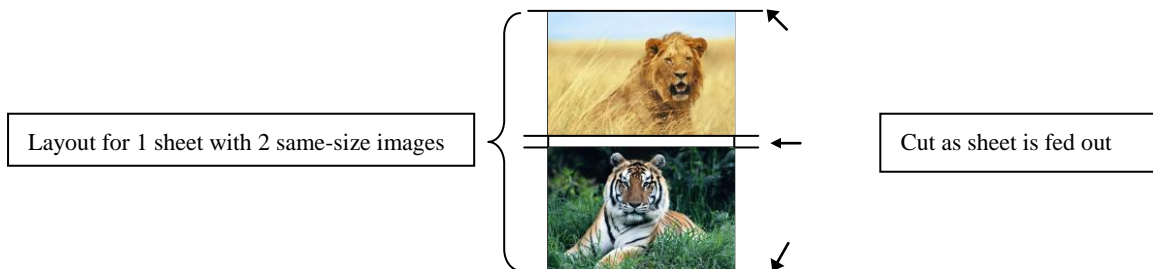 Layout for 1 sheet with 2 same-size images
Cut as sheet is fed out